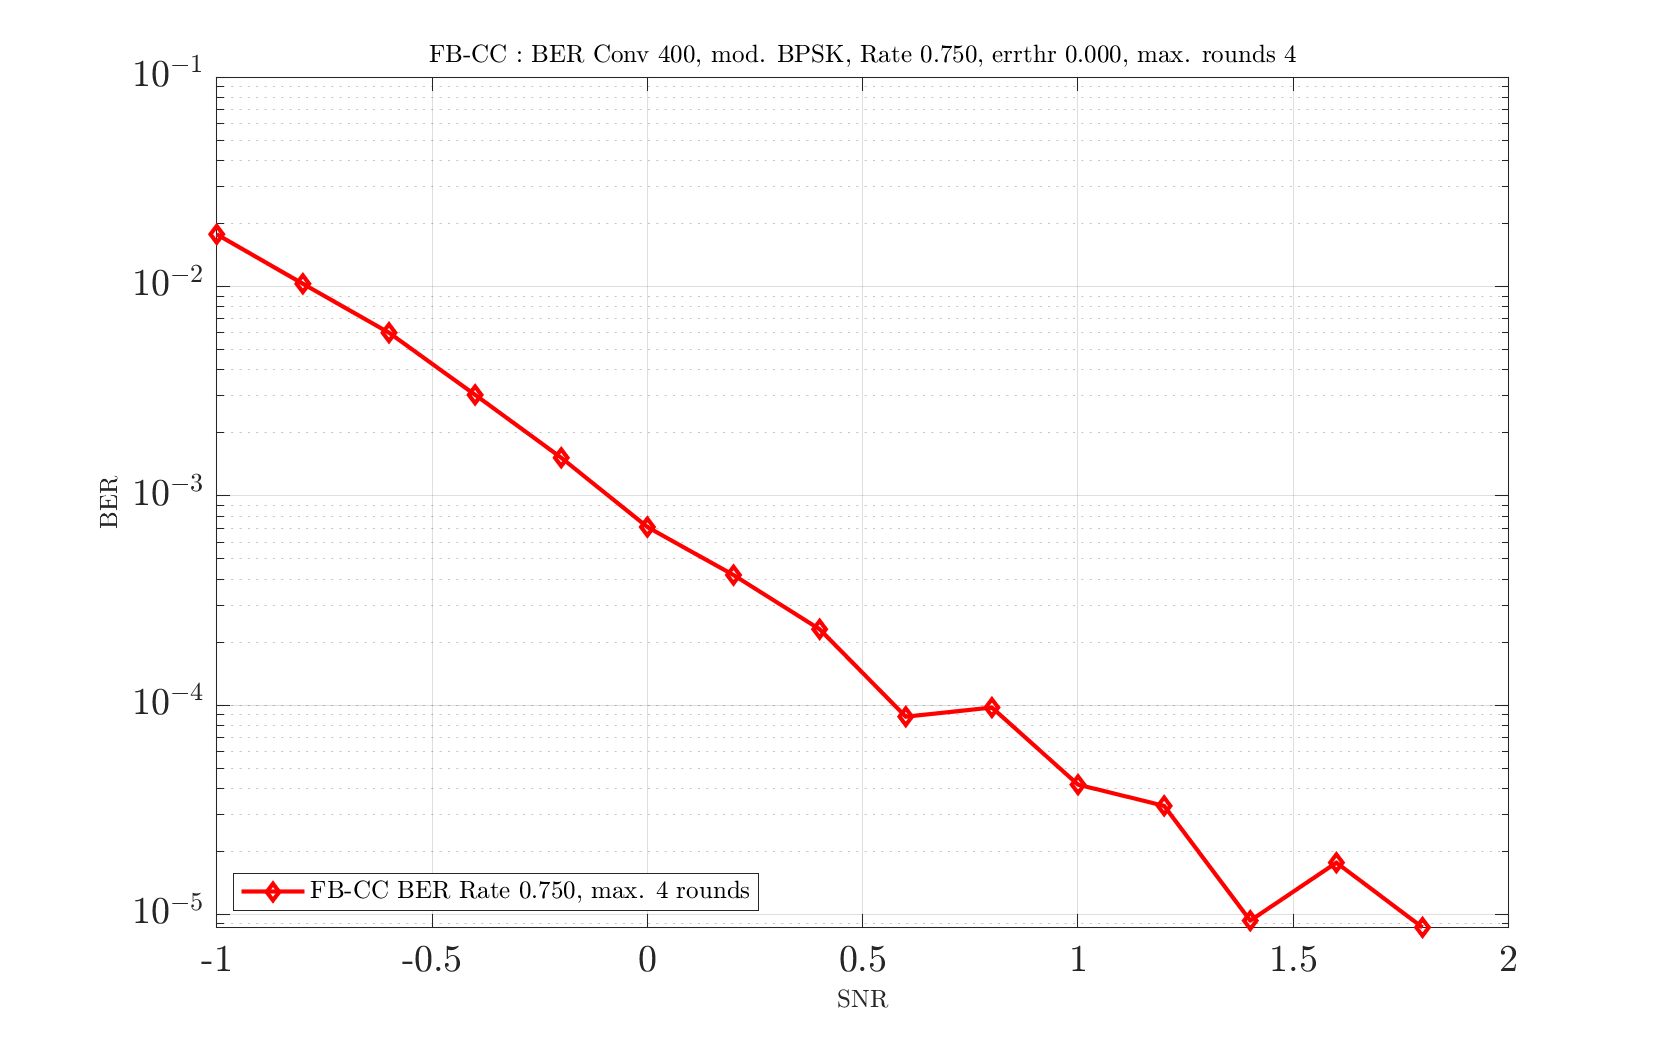 FB-CC : BER Conv 400, mod. BPSK, Rate 0.750, errthr 0.000, max. rounds 4
10^{-1}
10^{-2}
10^{-3}
10^{-4}
10^{-5}
BER
FB-CC BER Rate 0.750, max. 4 rounds
-1 -0.5 0 0.5 1 1.5 2
SNR